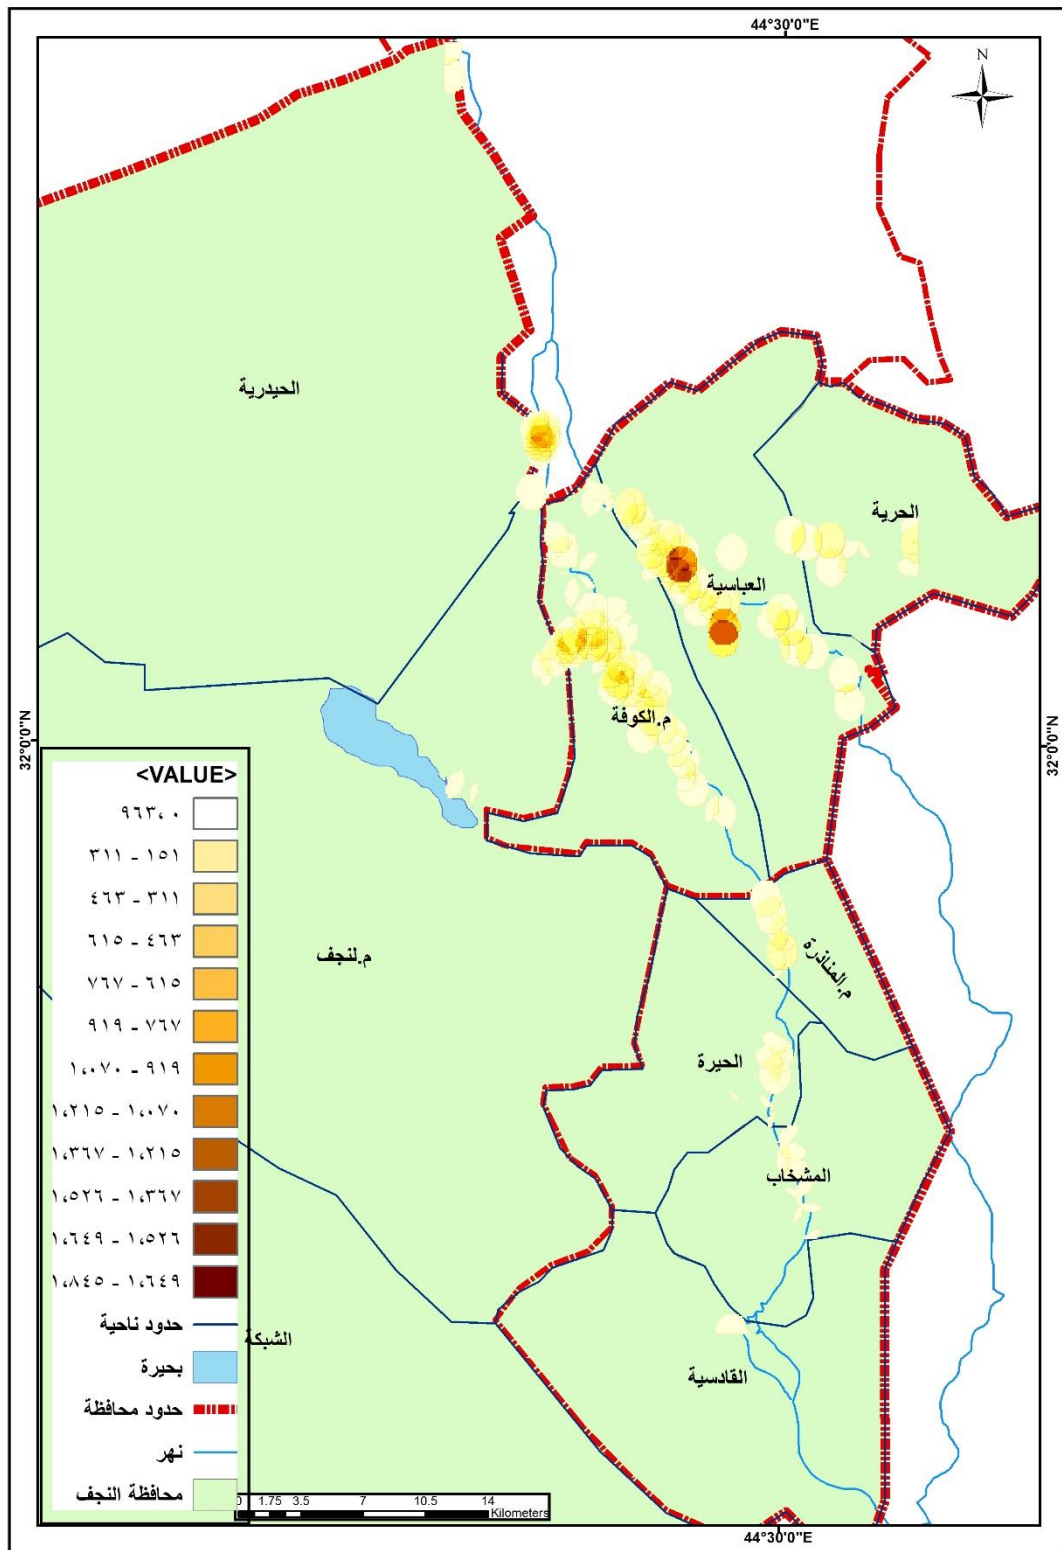 44°30'0"E
N
الحيدرية
الحرية
العباسية
م.الكوفة
32°0'0"N
32°0'0"N
<VALUE>
٩٦٣،٠
١٥١ - ٣١١
٣١١ - ٤٦٣
٤٦٣ - ٦١٥
٦١٥ - ٧٦٧
٧٦٧ - ٩١٩
٩١٩ - ١،٠٧٠
١،٠٧٠ - ١،٢١٥
١،٢١٥ - ١،٣٦٧
١،٣٦٧ - ١،٥٢٦
١،٥٢٦ - ١،٦٤٩
١،٦٤٩ - ١،٨٤٥
حدود ناحية
بحيرة
حدود محافظة
نهر
محافظة النجف
م.لنجف
م.المناذرة
الحيرة
المشخاب
الشبكة
القادسية
0 1.75 3.5 7 10.5 14
Kilometers
44°30'0"E